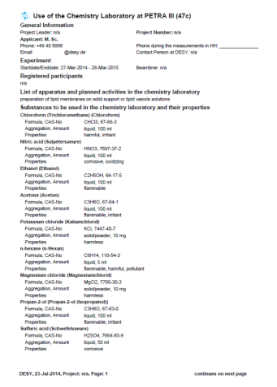 Use of the Chemistry Laboratory at PETRA III (47c)
General Information
Project Leader: n/a
Project Number: n/a
Applicant: M. Sc.
Phone: +49 40 8998
Phone during the measurements in HH:
Email: @desy.de
Contact Person at DESY: n/a
Experiment
Startdate/Enddate: 27-Mar-2014 - 26-Mar-2015
Beamtime: n/a
Registered participants
n/a
List of apparatus and planned activities in the chemistry laboratory
preparation of lipid membranes on solid support or lipid vesicle solutions
Substances to be used in the chemistry laboratory and their properties
Chloroform (Trichloromethane) (Chloroform)
Formula, CAS-No CHCl3, 67-66-3
Aggregation, Amount liquid, 100 ml
Properties harmful, irritant
Nitric acid (Salpetersaeure)
Formula, CAS-No HNO3, 7697-37-2
Aggregation, Amount liquid, 100 ml
Properties corrosive, oxidizing
Ethanol (Ethanol)
Formula, CAS-No C2H5OH, 64-17-5
Aggregation, Amount liquid, 100 ml
Properties flammable
Acetone (Aceton)
Formula, CAS-No C3H6O, 67-64-1
Aggregation, Amount liquid, 100 ml
Properties flammable, irritant
Potassium chloride (Kaliumchlorid)
Formula, CAS-No KCl, 7447-40-7
Aggregation, Amount solid/powder, 10 mg
Properties harmless
n-hexane (n-Hexan)
Formula, CAS-No C6H14, 110-54-3
Aggregation, Amount liquid, 5 ml
Properties flammable, harmful, pollutant
Magnesium chloride (Magnesiumchlorid)
Formula, CAS-No MgCl2, 7786-30-3
Aggregation, Amount solid/powder, 10 mg
Properties harmless
Propan-2-ol (Propan-2-ol (Isopropanol))
Formula, CAS-No C3H8O, 67-63-0
Aggregation, Amount liquid, 100 ml
Properties flammable, irritant
Sulfuric acid (Schwefelsaeure)
Formula, CAS-No H2SO4, 7664-93-9
Aggregation, Amount liquid, 50 ml
Properties corrosive
DESY, 23-Jul-2014, Project: n/a, Page: 1
continues on next page